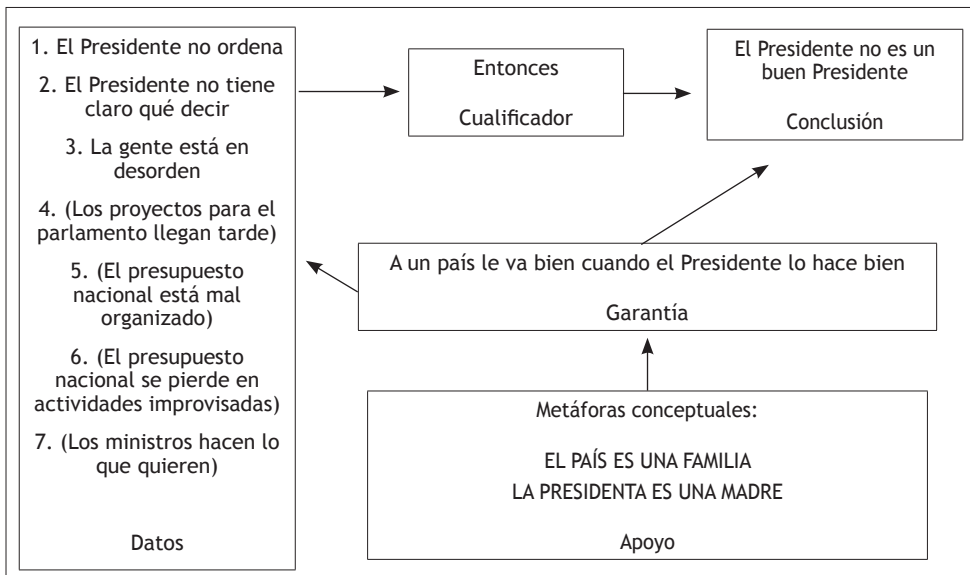 1. El Presidente no ordena
2. El Presidente no tiene
claro qué decir
3. La gente está en
desorden
4. (Los proyectos para el
parlamento llegan tarde)
5. (El presupuesto
nacional está mal
organizado)
6. (El presupuesto
nacional se pierde en
actividades improvisadas)
7. (Los ministros hacen lo
que quieren)
Datos
Entonces
Cualificador
El Presidente no es un
buen Presidente
Conclusión
A un país le va bien cuando el Presidente lo hace bien
Garantía
Metáforas conceptuales:
EL PAÍS ES UNA FAMILIA
LA PRESIDENTA ES UNA MADRE
Apoyo